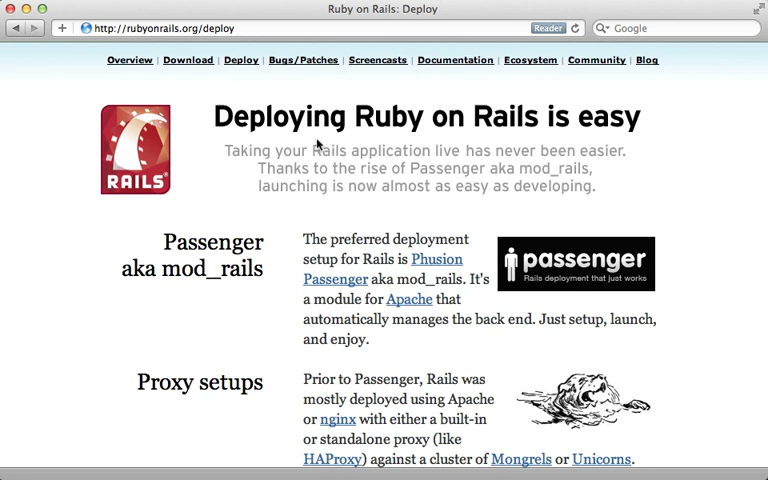 Ruby on Rails: Deploy
http://rubyonrails.org/deploy
Reader
Google
Overview | Download | Deploy | Bugs/Patches | Screencasts | Documentation | Ecosystem | Community | Blog
RAILS
Deploying Ruby on Rails is easy
Taking your Rails application live has never been easier.
Thanks to the rise of Passenger aka mod_rails,
launching is now almost as easy as developing.
Passenger
aka mod_rails
The preferred deployment
setup for Rails is Phusion
Passenger aka mod_rails. It's
a module for Apache that
automatically manages the back end. Just setup, launch,
and enjoy.
passenger
Rails deployment that just works
Proxy setups
Prior to Passenger, Rails was
mostly deployed using Apache
or nginx with either a built-in
or standalone proxy (like
HAProxy) against a cluster of Mongrels or Unicorns.